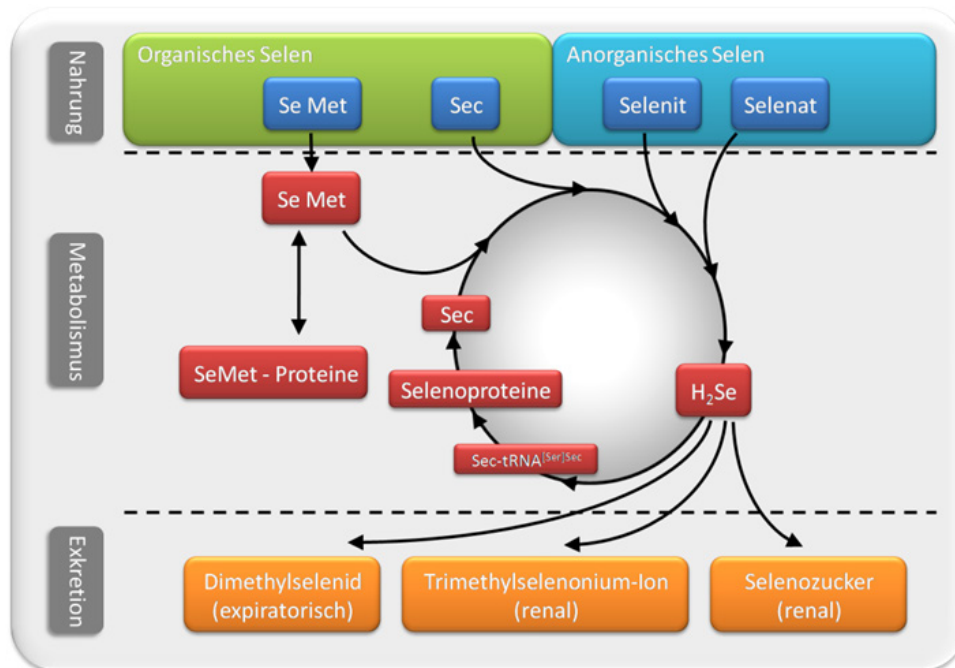 Nahrung
Organisches Selen
Anorganisches Selen
Se Met
Sec
Selenit
Selenat
Metabolismus
Se Met
Sec
SeMet - Proteine
Selenoproteine
H₂Se
Sec-tRNA[Ser]Sec
Exkretion
Dimethylselenid
(expiratorisch)
Trimethylselenonium-Ion
(renal)
Selenozucker
(renal)